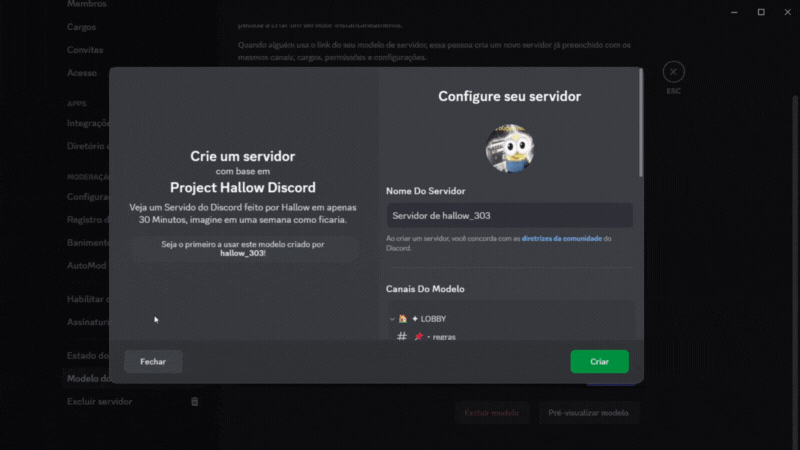 Membros
Cargos
Convites
Acesso
APPS
Integraçõe
Diretório
MODERAÇÃ
Configura
Registro d
Baniment
AutoMod
Habilitar
Assinatur
Estado do
Modelo do
Excluir servidor
pessoa a criar um servidor instantaneamente.
Quando alguém usa o link do seu modelo de servidor, essa pessoa cria um novo servidor já preenchido com os
mesmos canais, cargos, permissões e configurações.
ESC
Crie um servidor
com base em
Project Hallow Discord
Veja um Servido do Discord feito por Hallow em apenas
30 Minutos, imagine em uma semana como ficaria.
Seja o primeiro a usar este modelo criado por
hallow_303!
Fechar
Configure seu servidor
Nome Do Servidor
Servidor de hallow_303
Ao criar um servidor, você concorda com as diretrizes da comunidade do
Discord.
Canais Do Modelo
🏠 ✦ LOBBY
# 📌・regras
Criar
Excluir modelo
Pré-visualizar modelo